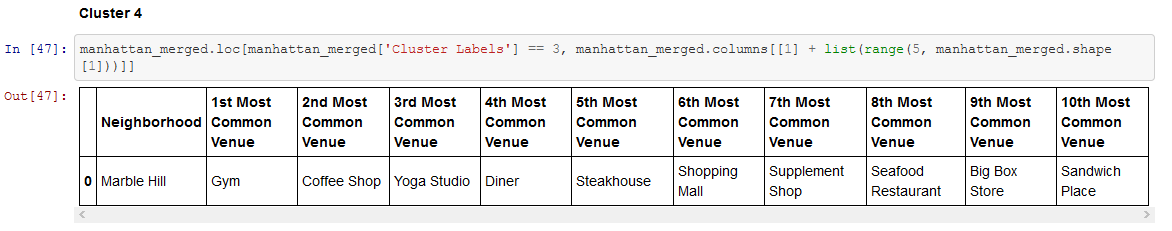 Cluster 4
In [47]: manhattan_merged.loc[manhattan_merged['Cluster Labels'] == 3, manhattan_merged.columns[[1] + list(range(5, manhattan_merged.shape
[1]))]]
Out[47]:
Neighborhood 1st Most Common Venue 2nd Most Common Venue 3rd Most Common Venue 4th Most Common Venue 5th Most Common Venue 6th Most Common Venue 7th Most Common Venue 8th Most Common Venue 9th Most Common Venue 10th Most Common Venue
0 Marble Hill Gym Coffee Shop Yoga Studio Diner Steakhouse Shopping Mall Supplement Shop Seafood Restaurant Big Box Store Sandwich Place